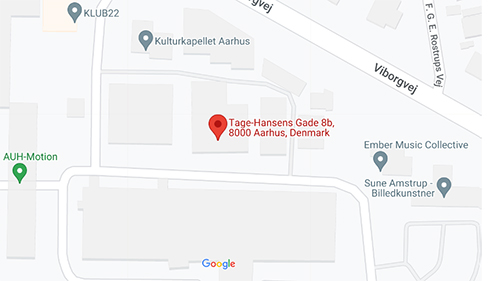 KLUB22
F. G. E. Rostrups Vej
Kulturkapellet Aarhus
Viborgvej
Tage-Hansens Gade 8b,
8000 Aarhus, Denmark
Ember Music Collective
AUH-Motion
Sune Amstrup -
Billedkunstner
Google